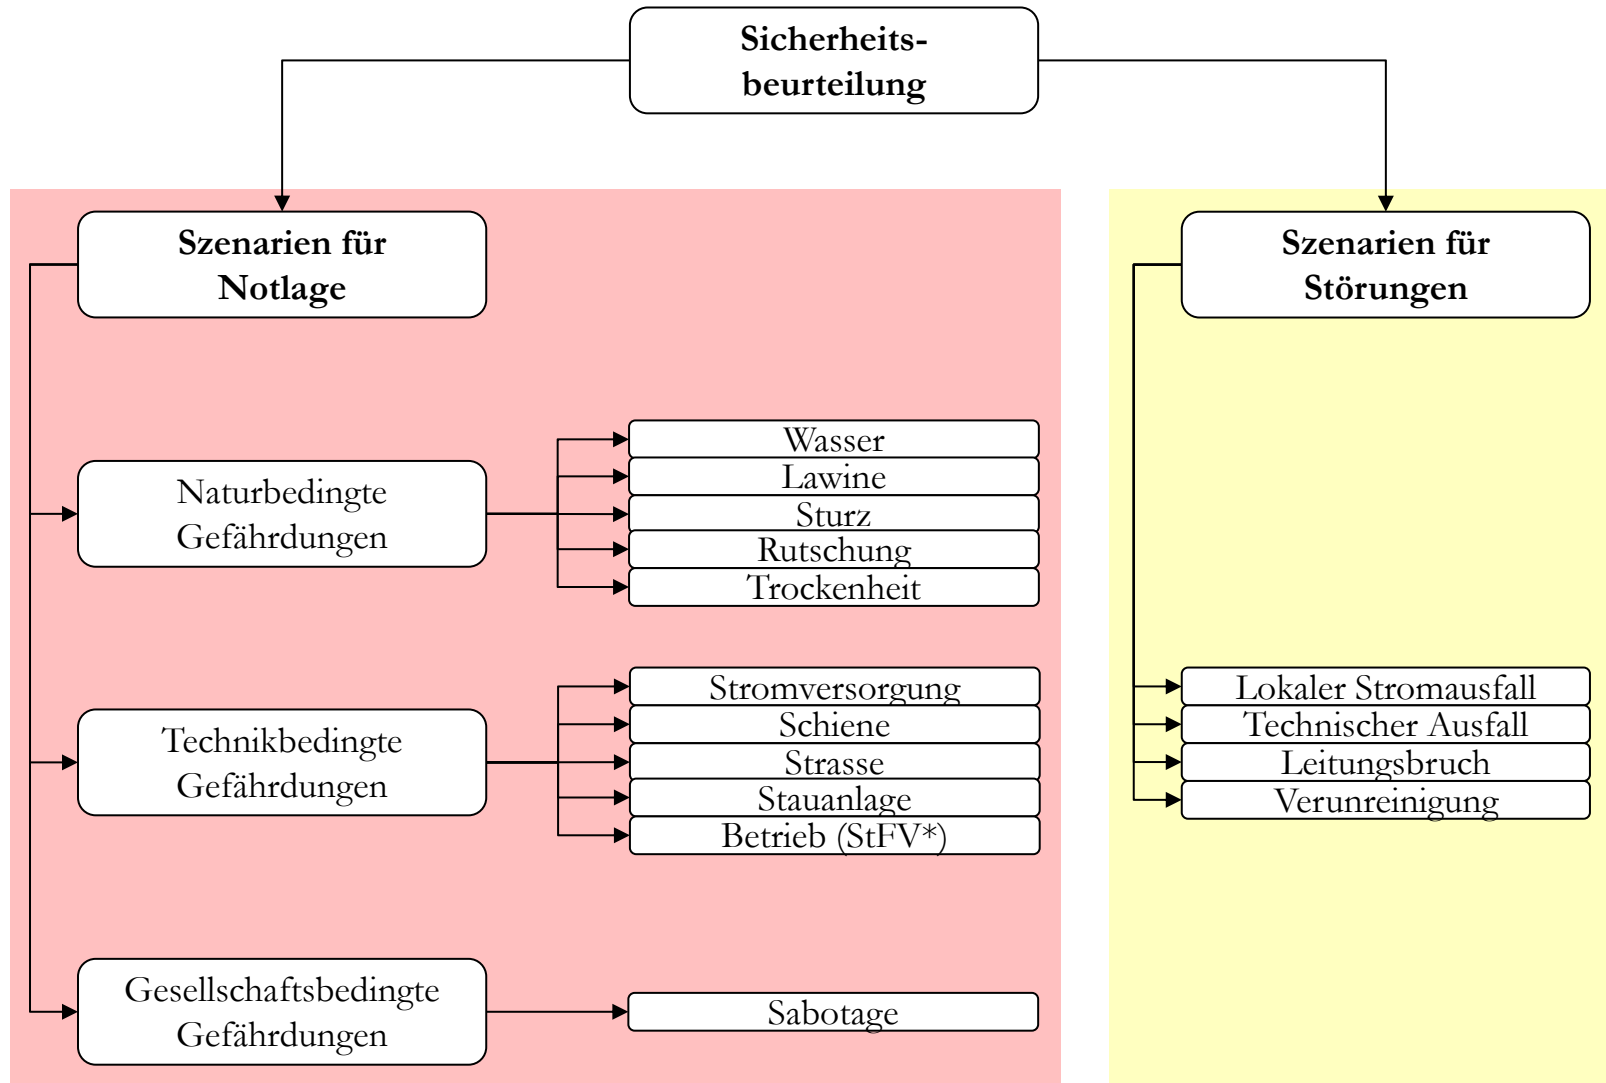 Sicherheits-
beurteilung
Szenarien für
Notlage
Naturbedingte
Gefährdungen
Wasser
Lawine
Sturz
Rutschung
Trockenheit
Technikbedingte
Gefährdungen
Stromversorgung
Schiene
Strasse
Stauanlage
Betrieb (StFV*)
Gesellschaftsbedingte
Gefährdungen
Sabotage
Szenarien für
Störungen
Lokaler Stromausfall
Technischer Ausfall
Leitungsbruch
Verunreinigung